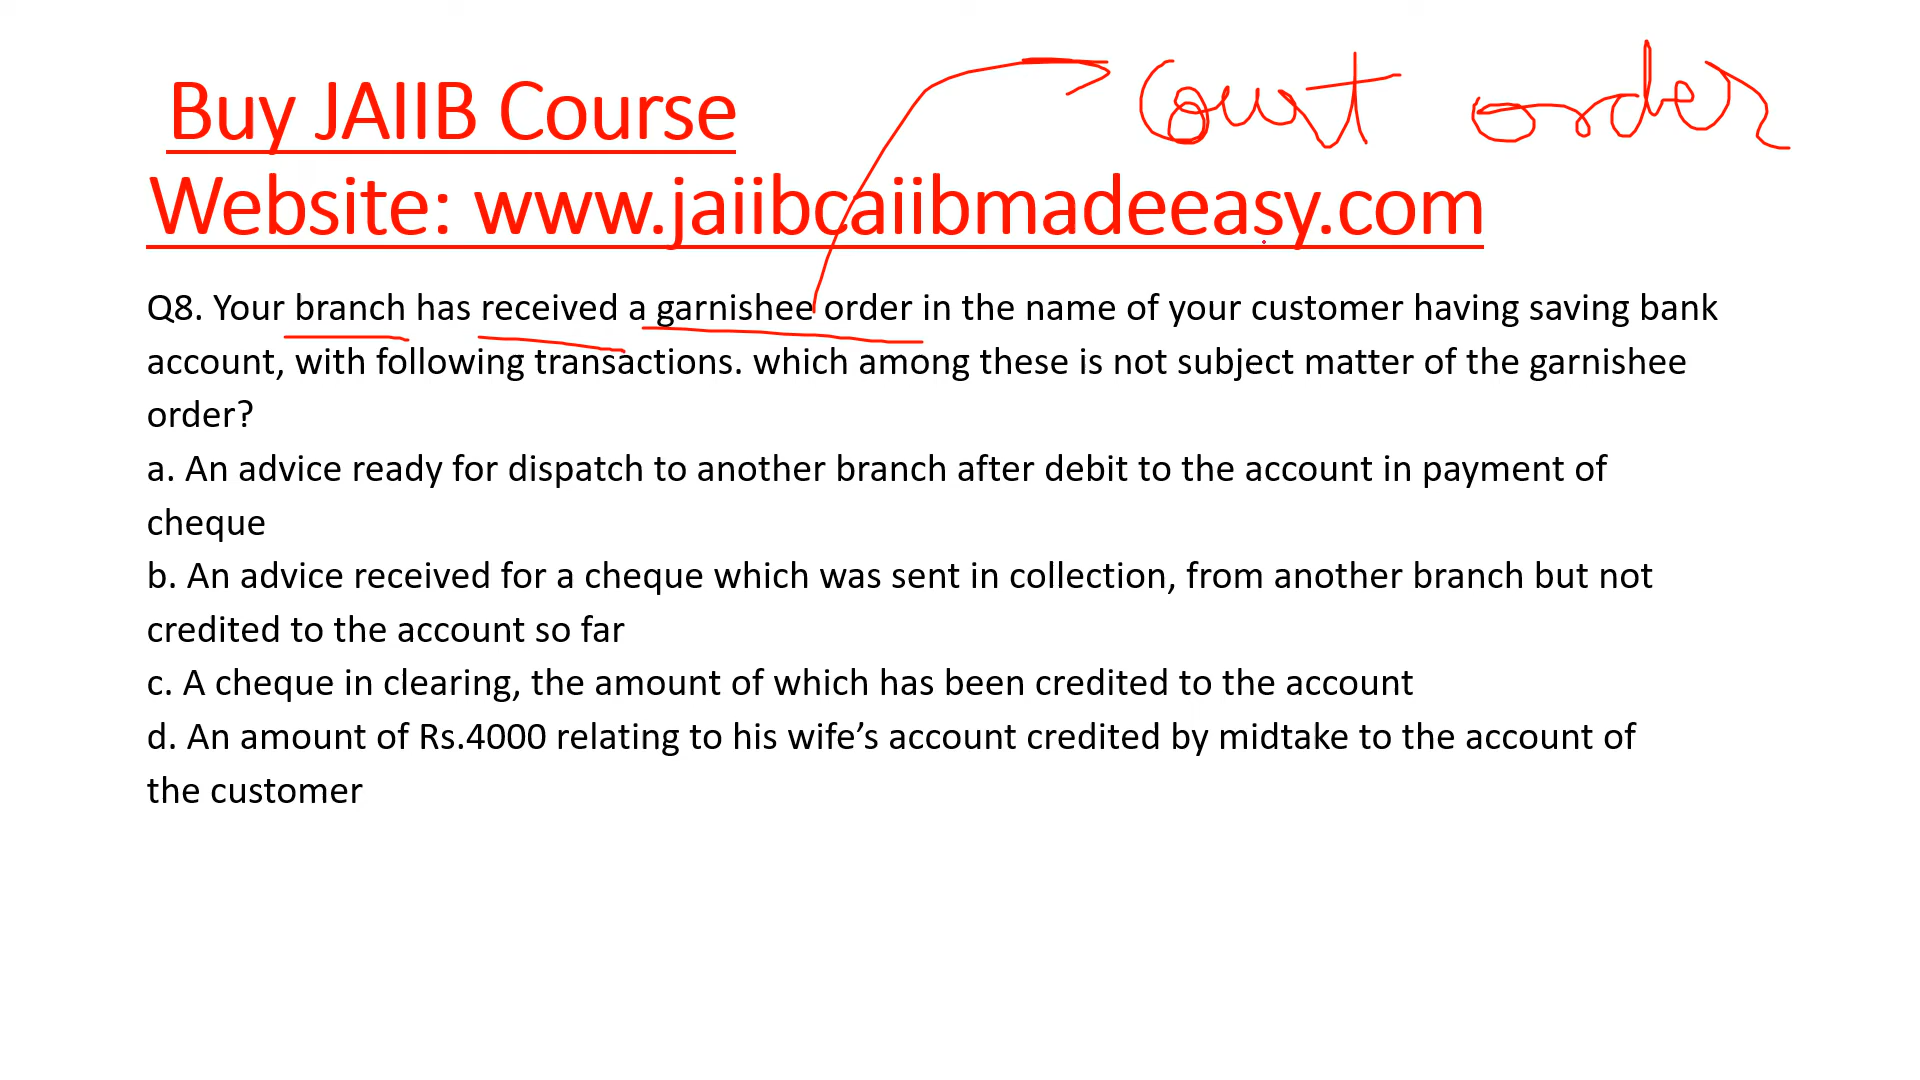 Buy JAIIB Course
Court order
Website: www.jaiibcaiibmadeeasy.com
Q8. Your branch has received a garnishee order in the name of your customer having saving bank
account, with following transactions. which among these is not subject matter of the garnishee
order?
a. An advice ready for dispatch to another branch after debit to the account in payment of
cheque
b. An advice received for a cheque which was sent in collection, from another branch but not
credited to the account so far
c. A cheque in clearing, the amount of which has been credited to the account
d. An amount of Rs.4000 relating to his wife’s account credited by midtake to the account of
the customer